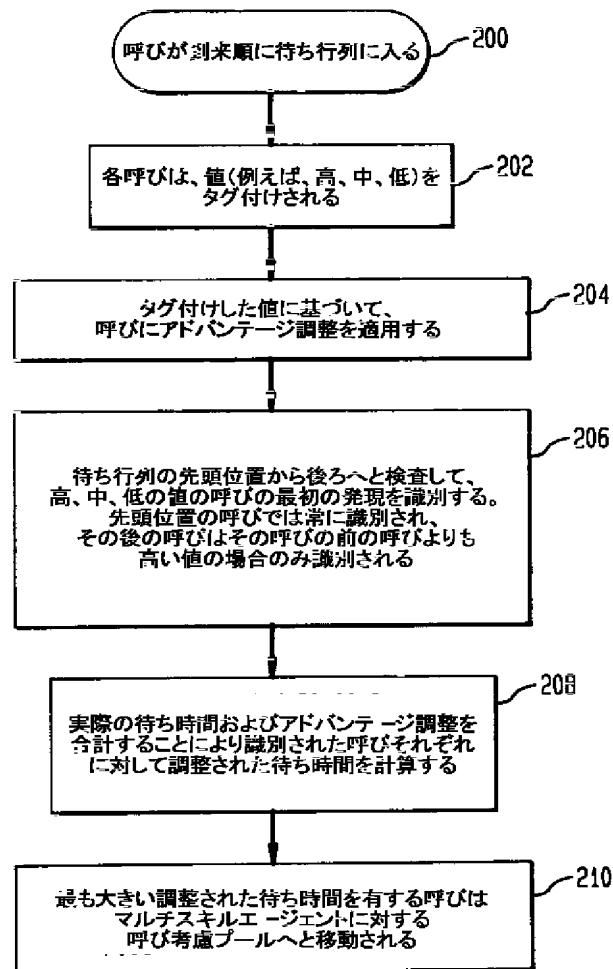 呼びが到来順に待ち行列に入る
200
各呼びは、値(例えば、高、中、低)を
タグ付けされる
202
タグ付けした値に基づいて、
呼びにアドバンテージ調整を適用する
204
206
待ち行列の先頭位置から後ろへと検査して、
高、中、低の値の呼びの最初の発現を識別する。
先頭位置の呼びでは常に識別され、
その後の呼びはその呼びの前の呼びよりも
高い値の場合のみ識別される
208
実際の待ち時間およびアドバンテージ調整を
合計することにより識別された呼びそれぞれ
に対して調整された待ち時間を計算する
210
最も大きい調整された待ち時間を有する呼びは
マルチスキルエージェントに対する
呼び考慮プールへと移動される